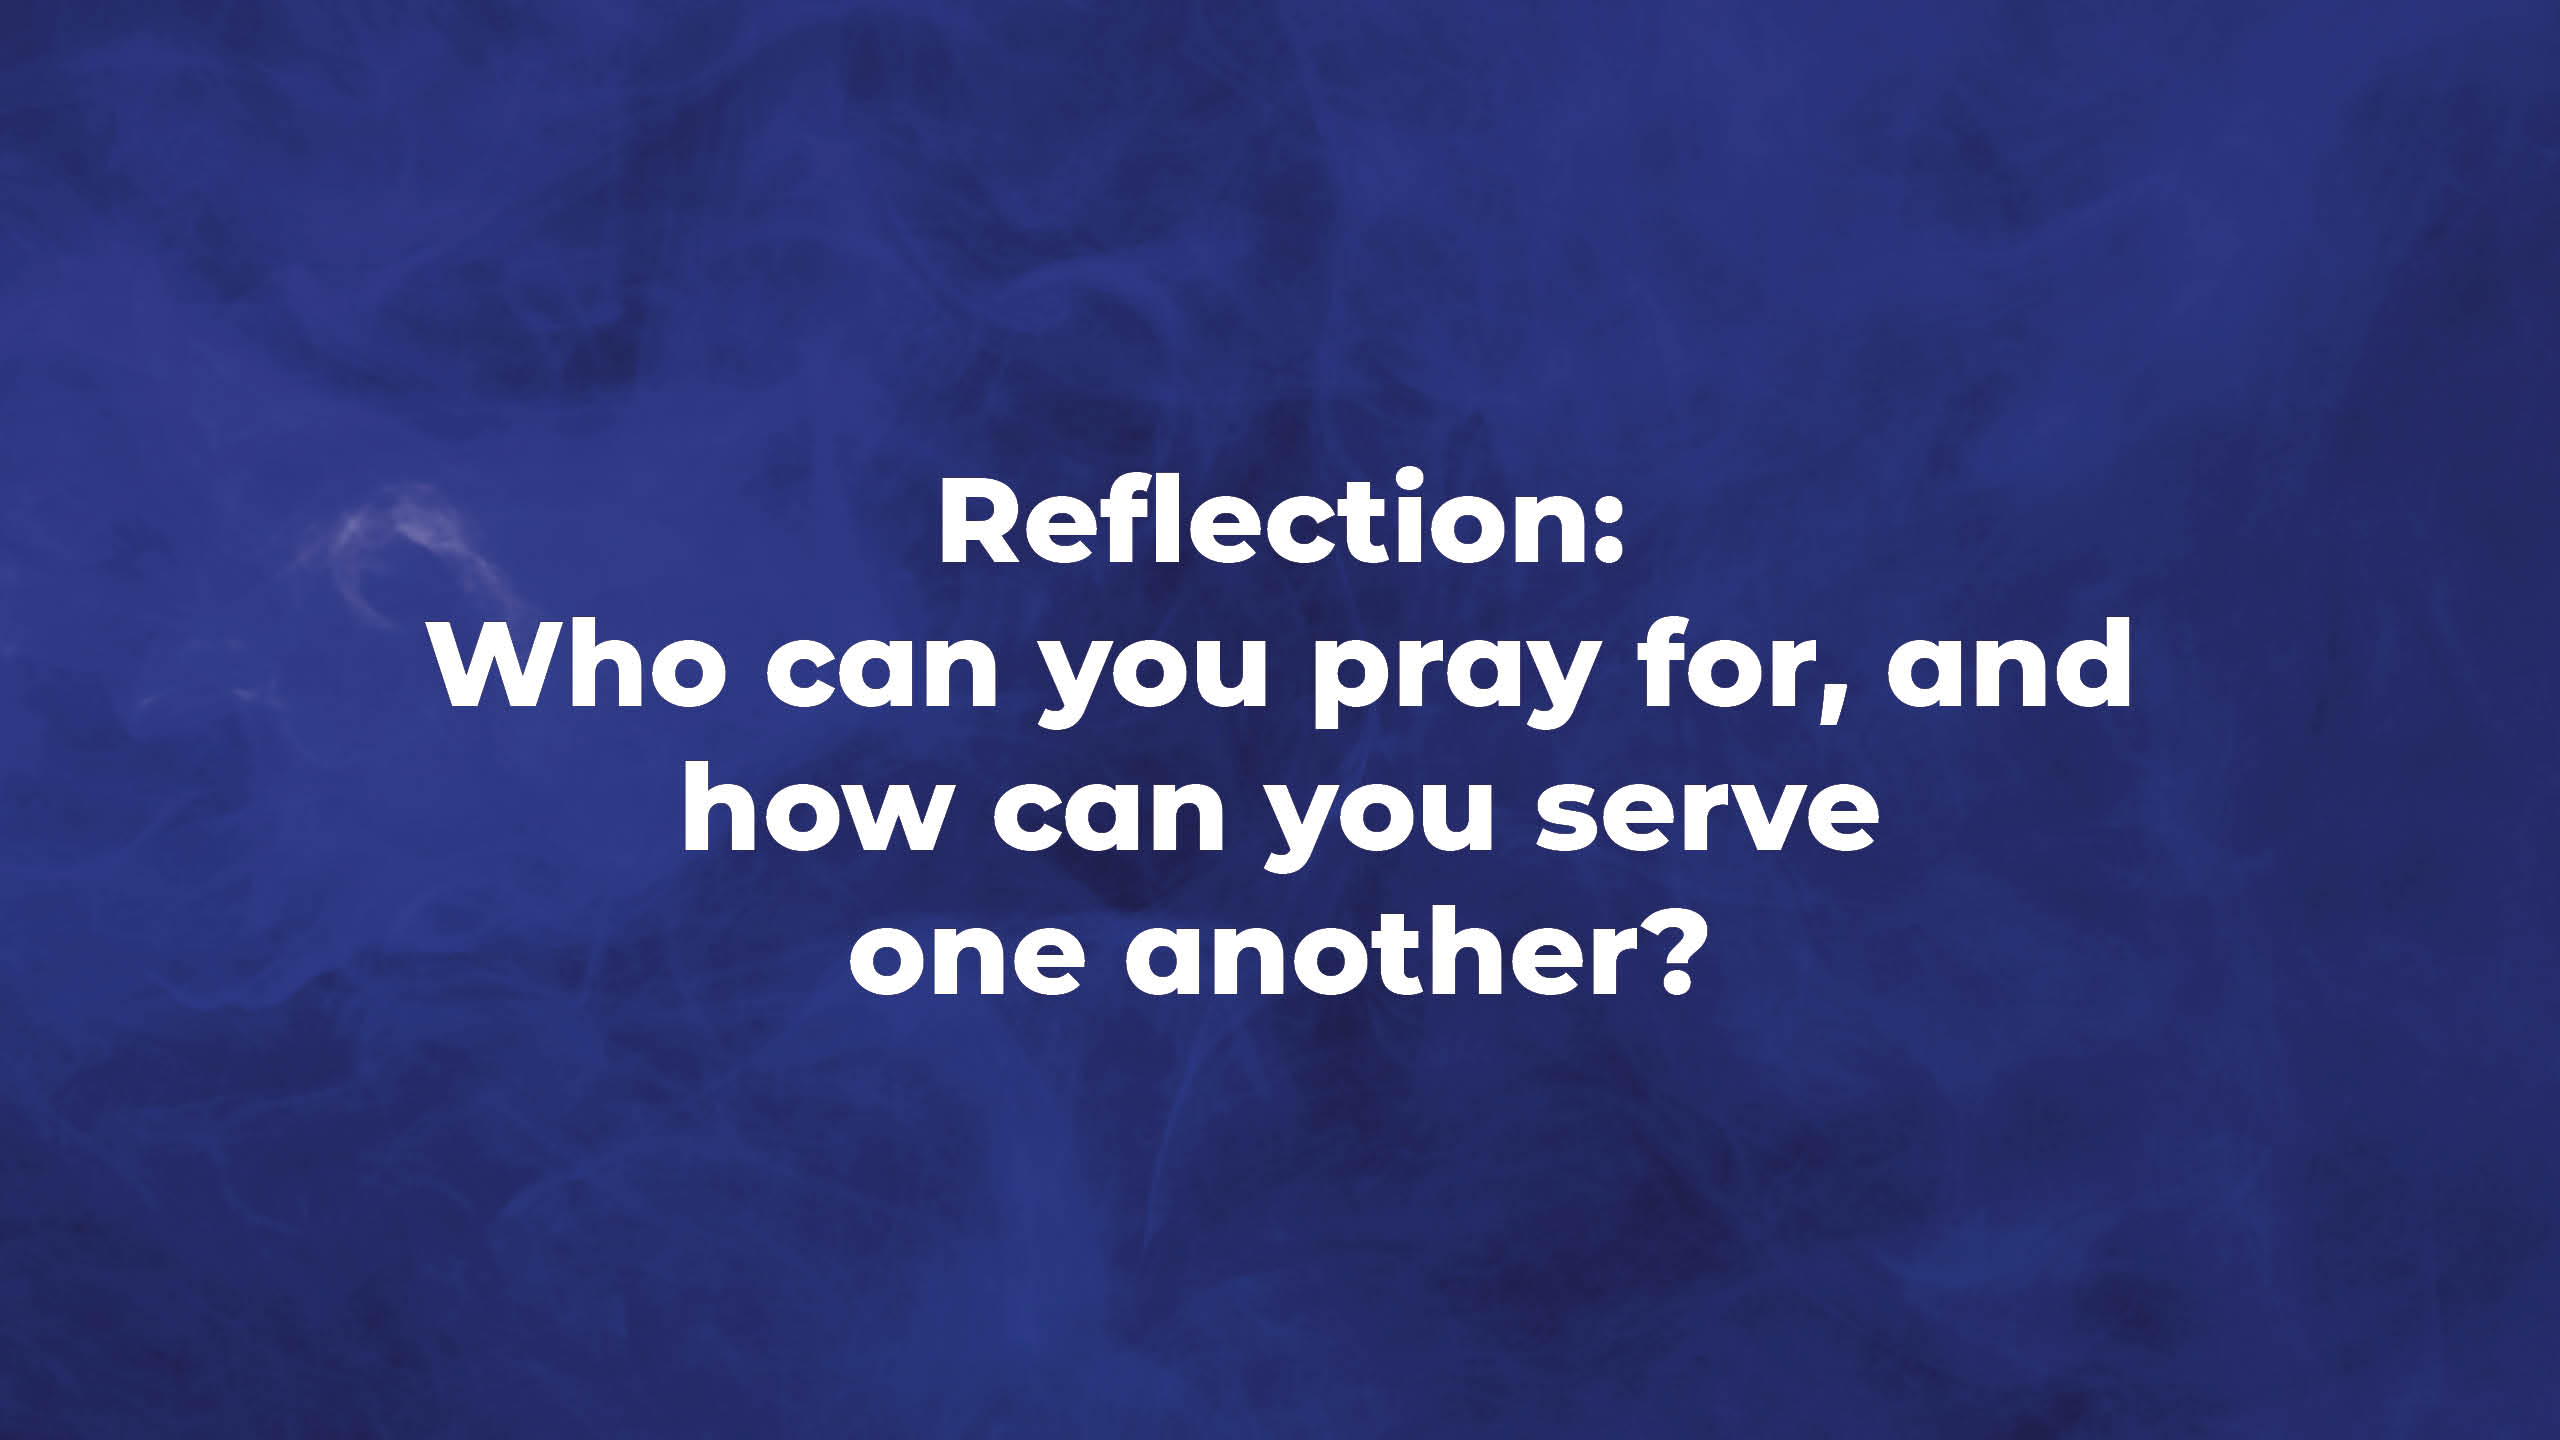 Reflection:
Who can you pray for, and
how can you serve
one another?